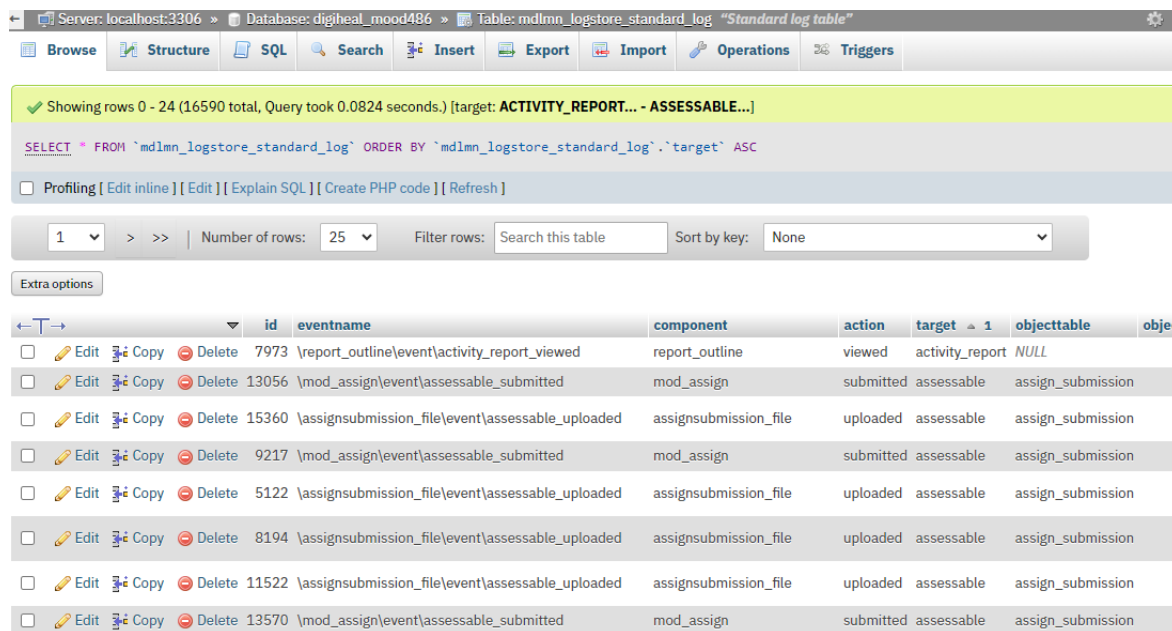 Server: localhost:3306 » Database: digiheal_mood486 » Table: mdlmn_logstore_standard_log "Standard log table"
Browse Structure SQL Search Insert Export Import Operations Triggers
Showing rows 0 - 24 (16590 total, Query took 0.0824 seconds.) [target: ACTIVITY_REPORT... - ASSESSABLE...]
SELECT * FROM `mdlmn_logstore_standard_log` ORDER BY `mdlmn_logstore_standard_log`.`target` ASC
Profiling [ Edit inline ] [ Edit ] [ Explain SQL ] [ Create PHP code ] [ Refresh ]
1 > >> | Number of rows: 25 Filter rows: Search this table Sort by key: None
Extra options
←T→ id eventname component action target 1 objecttable obje
Edit Copy Delete 7973 \report_outline\event\activity_report_viewed report_outline viewed activity_report NULL
Edit Copy Delete 13056 \mod_assign\event\assessable_submitted mod_assign submitted assessable assign_submission
Edit Copy Delete 15360 \assignsubmission_file\event\assessable_uploaded assignsubmission_file uploaded assessable assign_submission
Edit Copy Delete 9217 \mod_assign\event\assessable_submitted mod_assign submitted assessable assign_submission
Edit Copy Delete 5122 \assignsubmission_file\event\assessable_uploaded assignsubmission_file uploaded assessable assign_submission
Edit Copy Delete 8194 \assignsubmission_file\event\assessable_uploaded assignsubmission_file uploaded assessable assign_submission
Edit Copy Delete 11522 \assignsubmission_file\event\assessable_uploaded assignsubmission_file uploaded assessable assign_submission
Edit Copy Delete 13570 \mod_assign\event\assessable_submitted mod_assign submitted assessable assign_submission